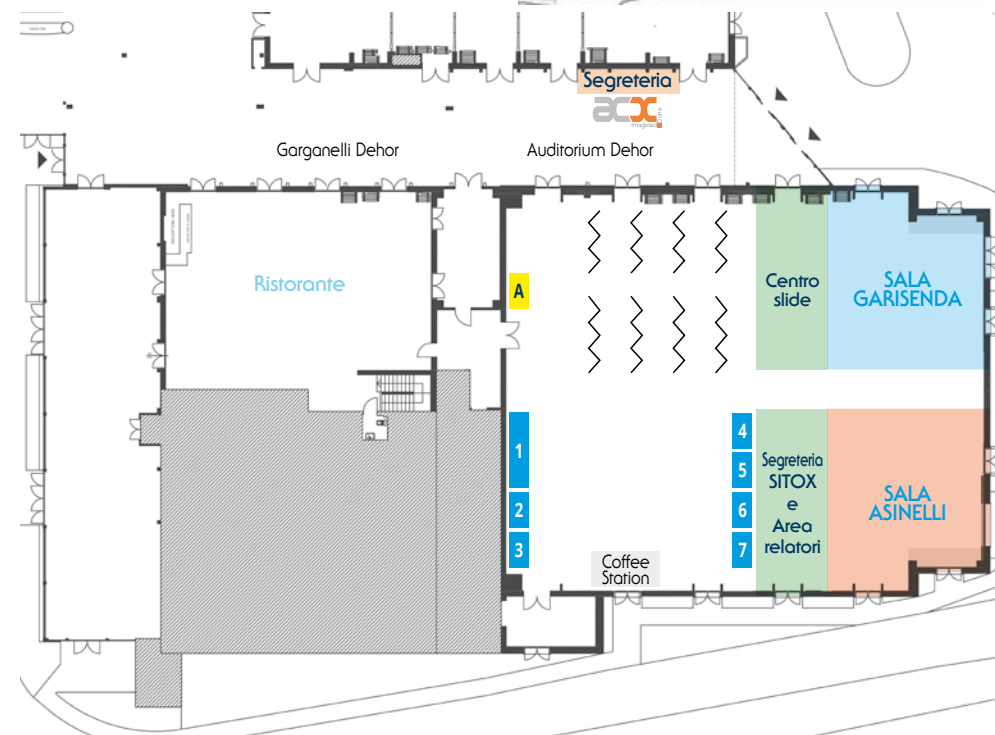 Segreteria
acx
Garganelli Dehor
Auditorium Dehor
Ristorante
A
Centro
slide
SALA
GARISENDA
1
2
3
4
5
6
7
Segreteria
SITOX
e
Area
relatori
SALA
ASINELLI
Coffee
Station